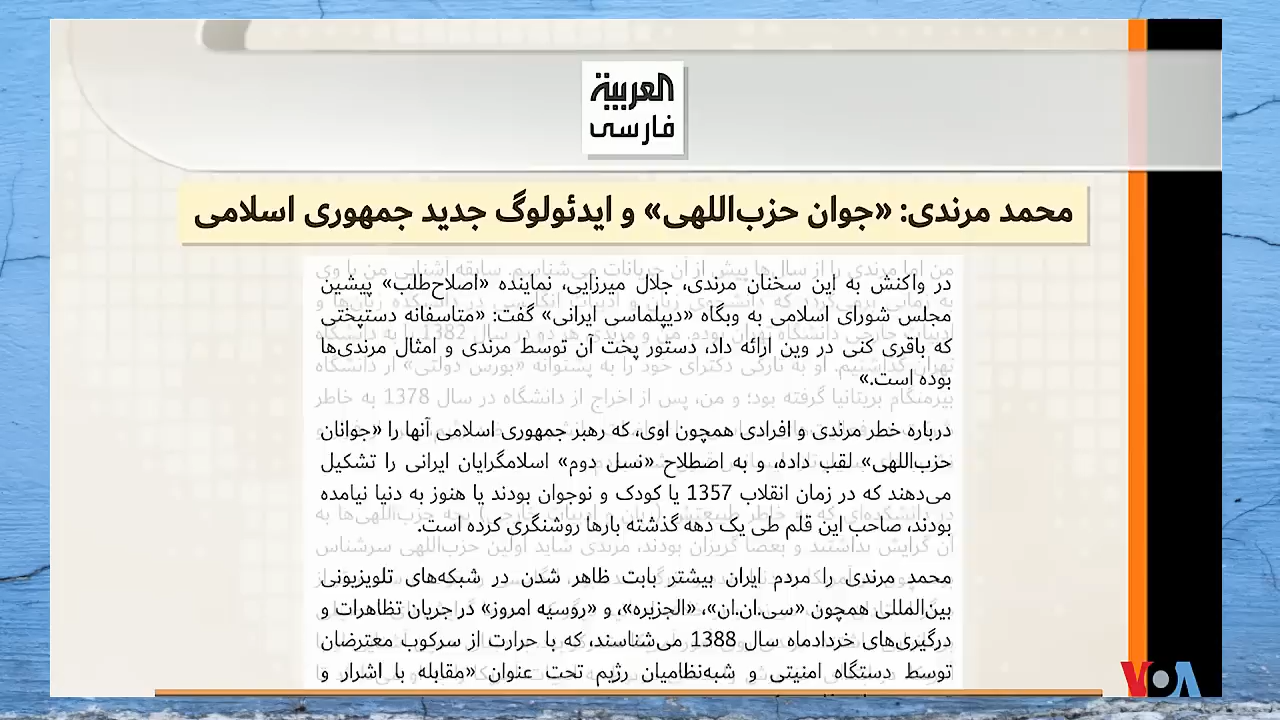 العربية
فارسی
محمد مرندی: «جوان حزب‌اللهی» و ایدئولوگ جدید جمهوری اسلامی
در واکنش به این سخنان مرندی، جلال میرزایی، نماینده «اصلاح‌طلب» پیشین
مجلس شورای اسلامی به وبگاه «دیپلماسی ایرانی» گفت: «متاسفانه دستپختی
که باقری کنی در وین ارائه داد، دستور پخت آن توسط مرندی و امثال مرندی‌ها
بوده است.»
درباره خطر مرندی و افرادی همچون اوی، که رهبر جمهوری اسلامی آنها را «جوانان
حزب‌اللهی» لقب داده، و به اصطلاح «نسل دوم» اسلامگرایان ایرانی را تشکیل
می‌دهند که در زمان انقلاب 1357 یا کودک و نوجوان بودند یا هنوز به دنیا نیامده
بودند، صاحب این قلم طی یک دهه گذشته بارها روشنگری کرده است.
محمد مرندی را مردم ایران بیشتر بابت ظاهر شدن در شبکه‌های تلویزیونی
بین‌المللی همچون «سی.ان.ان»، «الجزیره»، و «روسیه امروز» در جریان تظاهرات و
درگیری‌های خردادماه سال 1388 می‌شناسند، که با حرارت از سرکوب معترضان
توسط دستگاه امنیتی و شبه‌نظامیان رژیم تحت عنوان «مقابله با اشرار و
VOA